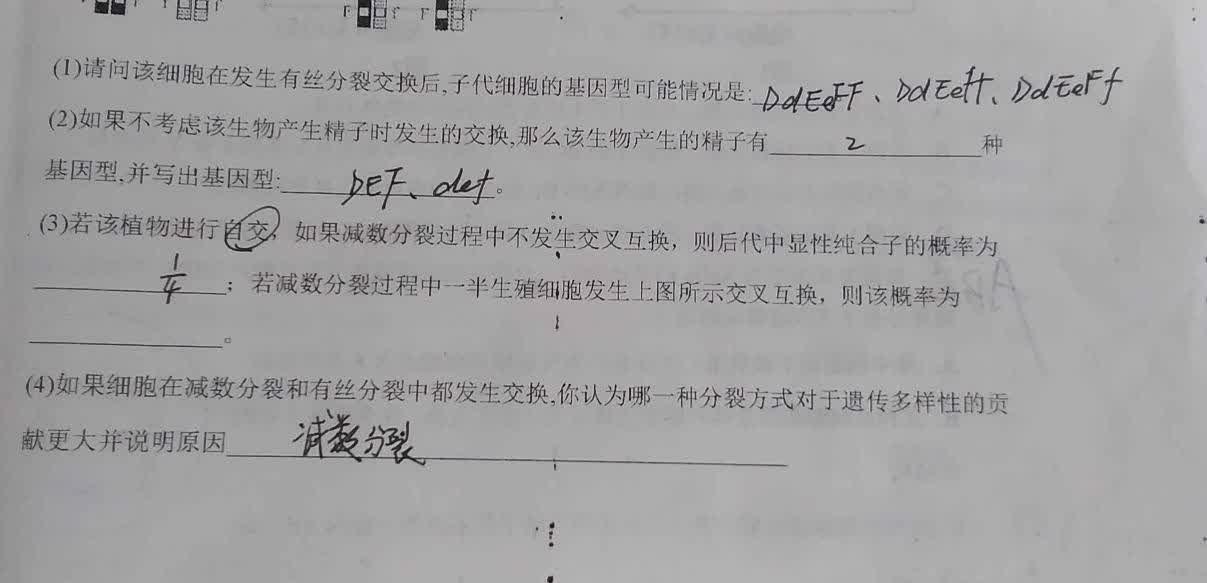 F f F f
(1)请问该细胞在发生有丝分裂交换后,子代细胞的基因型可能情况是: DdEeFF、DdEeff、DdEeFf
(2)如果不考虑该生物产生精子时发生的交换,那么该生物产生的精子有 2 种
基因型,并写出基因型: DEF、def。
(3)若该植物进行自交，如果减数分裂过程中不发生交叉互换，则后代中显性纯合子的概率为
1/4；若减数分裂过程中一半生殖细胞发生上图所示交叉互换，则该概率为
。
(4)如果细胞在减数分裂和有丝分裂中都发生交换,你认为哪一种分裂方式对于遗传多样性的贡
献更大并说明原因 减数分裂